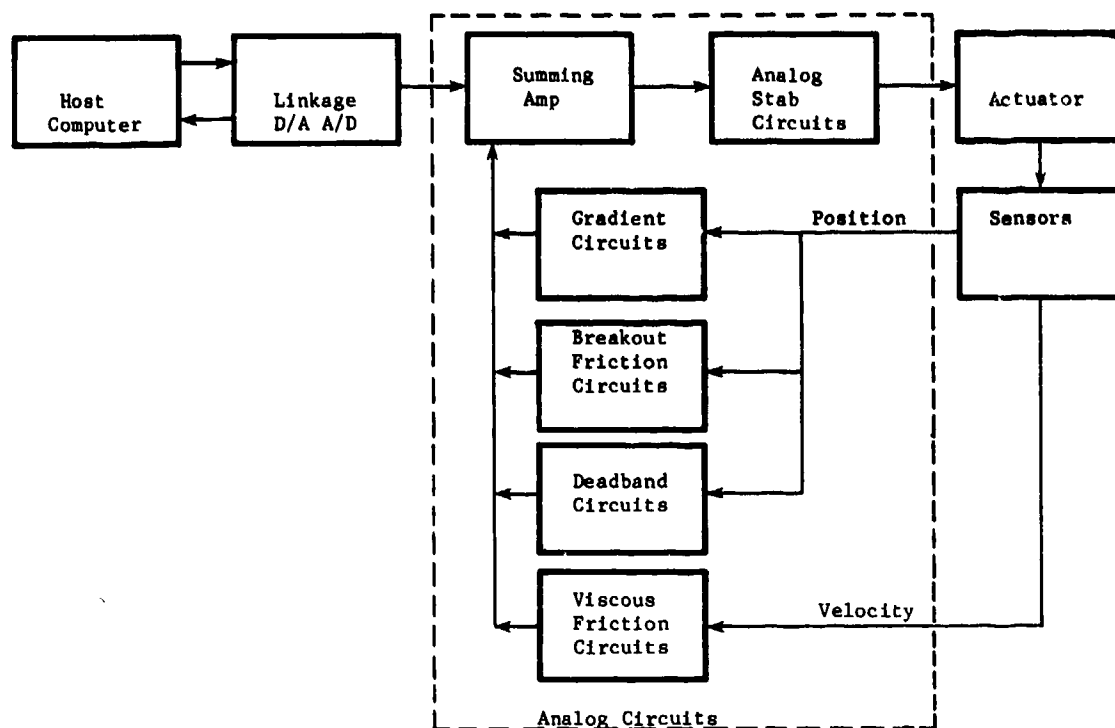 Host
Computer
Linkage
D/A A/D
Summing
Amp
Analog
Stab
Circuits
Actuator
Gradient
Circuits
Position
Sensors
Breakout
Friction
Circuits
Deadband
Circuits
Viscous
Friction
Circuits
Velocity
Analog Circuits